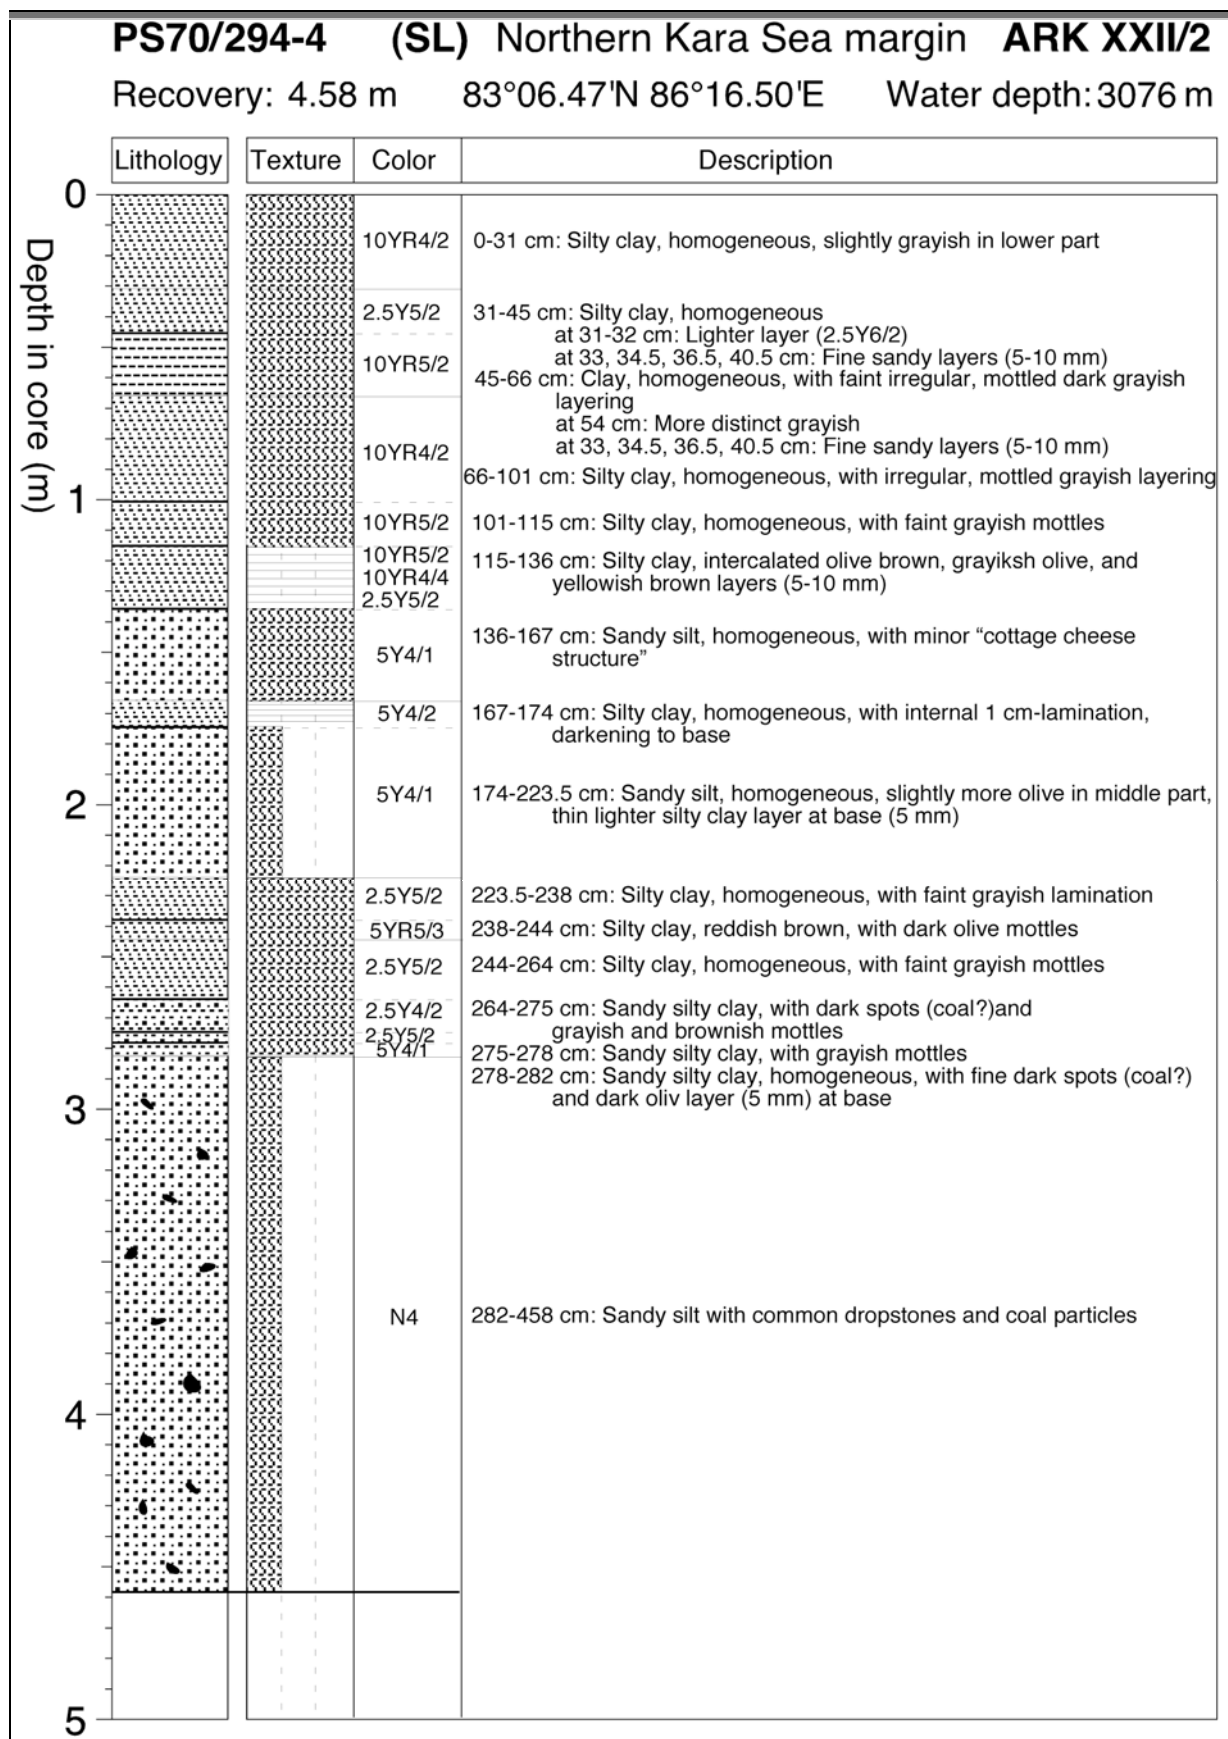 PS70/294-4 (SL) Northern Kara Sea margin ARK XXII/2
Recovery: 4.58 m 83°06.47'N 86°16.50'E Water depth: 3076 m
Lithology Texture Color Description
Depth in core (m)
0
10YR4/2 0-31 cm: Silty clay, homogeneous, slightly grayish in lower part
2.5Y5/2 31-45 cm: Silty clay, homogeneous
at 31-32 cm: Lighter layer (2.5Y6/2)
at 33, 34.5, 36.5, 40.5 cm: Fine sandy layers (5-10 mm)
10YR5/2 45-66 cm: Clay, homogeneous, with faint irregular, mottled dark grayish
layering
at 54 cm: More distinct grayish
at 33, 34.5, 36.5, 40.5 cm: Fine sandy layers (5-10 mm)
10YR4/2
66-101 cm: Silty clay, homogeneous, with irregular, mottled grayish layering
1
10YR5/2 101-115 cm: Silty clay, homogeneous, with faint grayish mottles
10YR5/2
115-136 cm: Silty clay, intercalated olive brown, grayiksh olive, and
10YR4/4
yellowish brown layers (5-10 mm)
2.5Y5/2
136-167 cm: Sandy silt, homogeneous, with minor “cottage cheese
5Y4/1 structure”
5Y4/2 167-174 cm: Silty clay, homogeneous, with internal 1 cm-lamination,
darkening to base
2
5Y4/1 174-223.5 cm: Sandy silt, homogeneous, slightly more olive in middle part,
thin lighter silty clay layer at base (5 mm)
2.5Y5/2 223.5-238 cm: Silty clay, homogeneous, with faint grayish lamination
5YR5/3 238-244 cm: Silty clay, reddish brown, with dark olive mottles
2.5Y5/2 244-264 cm: Silty clay, homogeneous, with faint grayish mottles
2.5Y4/2 264-275 cm: Sandy silty clay, with dark spots (coal?)and
grayish and brownish mottles
2.5Y5/2
5Y4/1 275-278 cm: Sandy silty clay, with grayish mottles
278-282 cm: Sandy silty clay, homogeneous, with fine dark spots (coal?)
and dark oliv layer (5 mm) at base
3
N4 282-458 cm: Sandy silt with common dropstones and coal particles
4
5